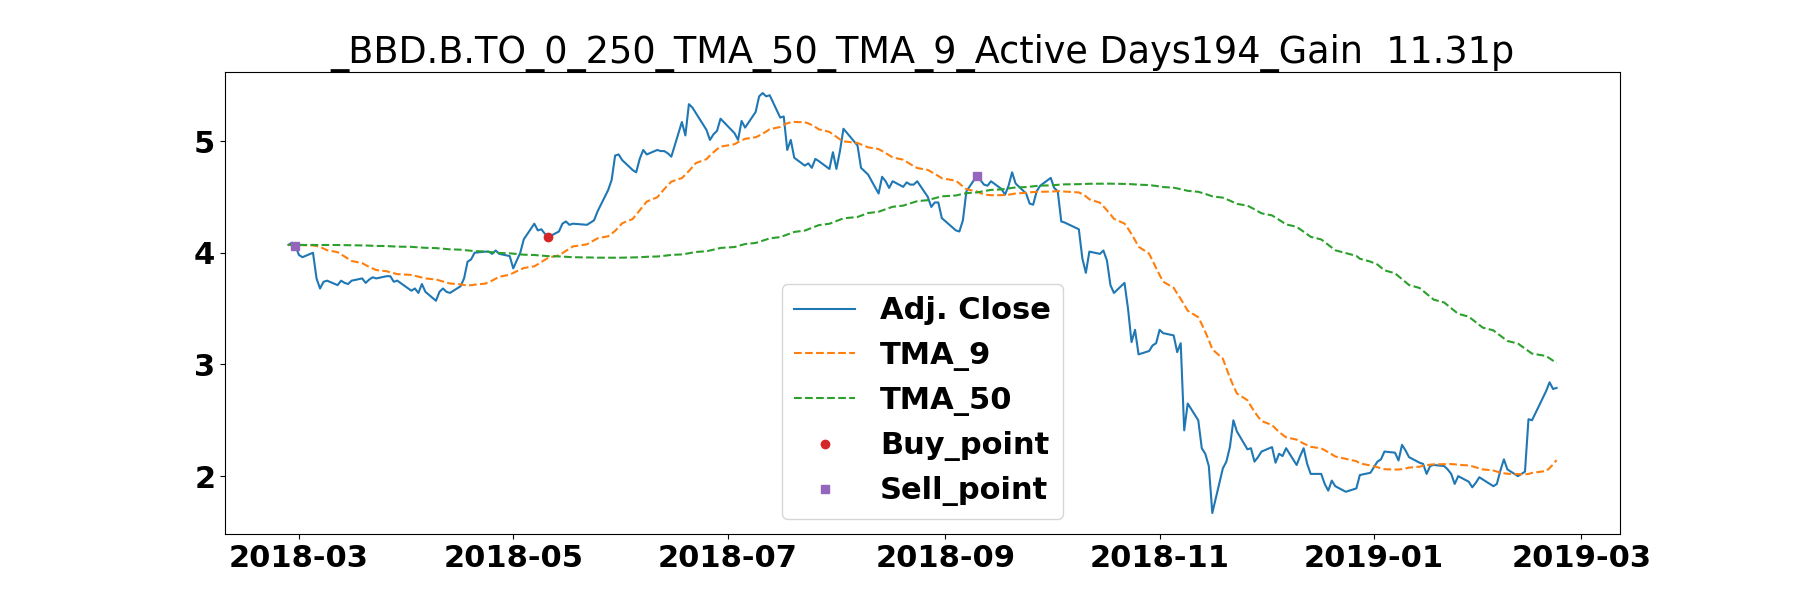 _BBD.B.TO_0_250_TMA_50_TMA_9_Active Days194_Gain  11.31p
5
4
3
2
Adj. Close
TMA_9
TMA_50
Buy_point
Sell_point
2018-03 2018-05 2018-07 2018-09 2018-11 2019-01 2019-03